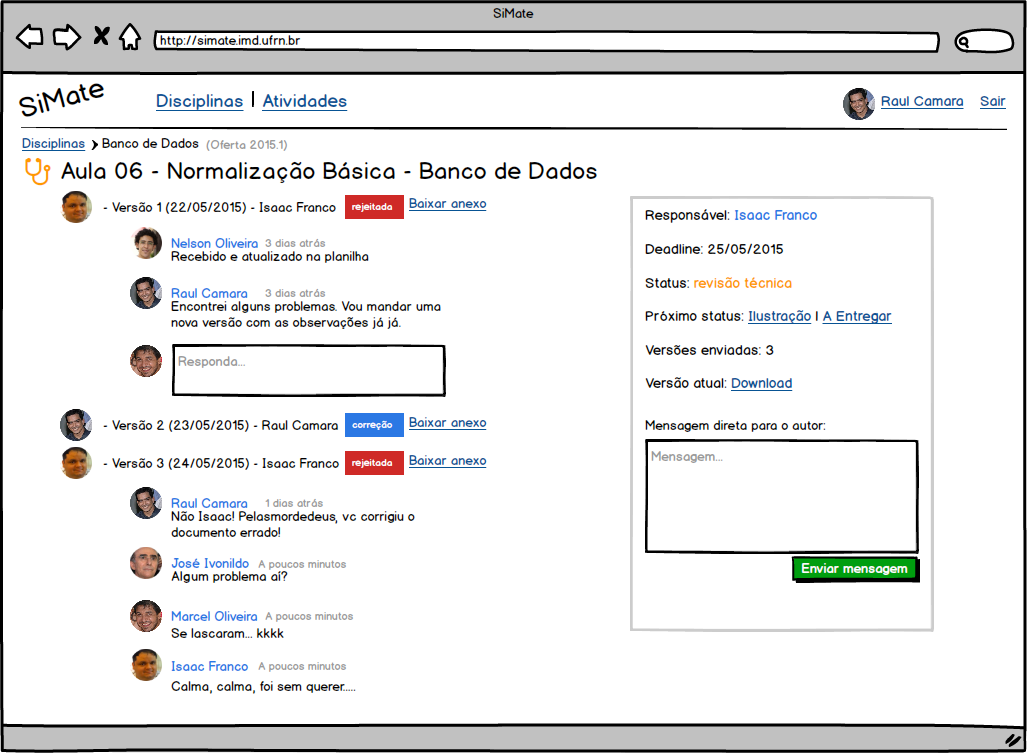 SiMate
http://simate.imd.ufrn.br
SiMate
Disciplinas | Atividades
Raul Camara
Sair
Disciplinas > Banco de Dados (Oferta 2015.1)
Aula 06 - Normalização Básica - Banco de Dados
- Versão 1 (22/05/2015) - Isaac Franco rejeitada Baixar anexo
Nelson Oliveira 3 dias atrás
Recebido e atualizado na planilha
Raul Camara 3 dias atrás
Encontrei alguns problemas. Vou mandar uma
nova versão com as observações já já.
Responda...
- Versão 2 (23/05/2015) - Raul Camara correção Baixar anexo
- Versão 3 (24/05/2015) - Isaac Franco rejeitada Baixar anexo
Raul Camara 1 dias atrás
Não Isaac! Pelasmordedeus, vc corrigiu o
documento errado!
José Ivonildo A poucos minutos
Algum problema aí?
Marcel Oliveira A poucos minutos
Se lascaram... kkkk
Isaac Franco A poucos minutos
Calma, calma, foi sem querer.....
Responsável: Isaac Franco
Deadline: 25/05/2015
Status: revisão técnica
Próximo status: Ilustração | A Entregar
Versões enviadas: 3
Versão atual: Download
Mensagem direta para o autor:
Mensagem...
Enviar mensagem